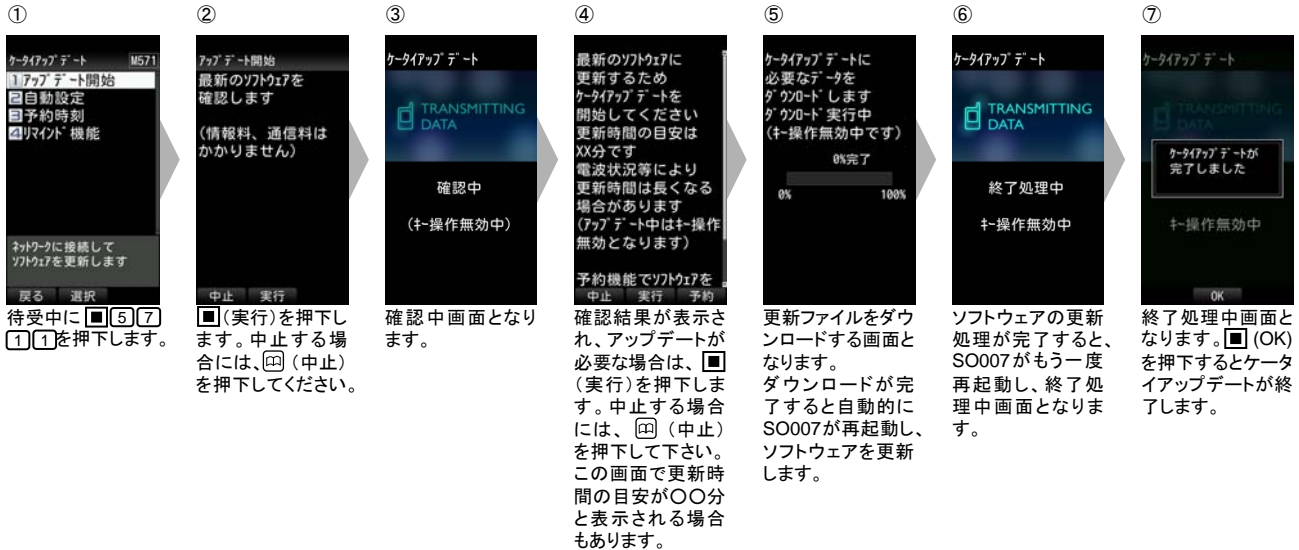 ①
ｹｰﾀｲｱｯﾌﾟﾃﾞｰﾄ M571
1 ｱｯﾌﾟﾃﾞｰﾄ開始
2 自動設定
3 予約時刻
4 ﾘﾏｲﾝﾄﾞ機能
ﾈｯﾄﾜｰｸに接続して
ｿﾌﾄｳｪｱを更新します
戻る 選択
待受中に■５７
１１を押下します。
②
ｱｯﾌﾟﾃﾞｰﾄ開始
最新のｿﾌﾄｳｪｱを
確認します
(情報料、通信料は
かかりません)
中止 実行
■(実行)を押下し
ます。中止する場
合には、(中止)
を押下してください。
③
ｹｰﾀｲｱｯﾌﾟﾃﾞｰﾄ
TRANSMITTING
DATA
確認中
(ｷｰ操作無効中)
確認中画面となり
ます。
④
最新のｿﾌﾄｳｪｱに
更新するため
ｹｰﾀｲｱｯﾌﾟﾃﾞｰﾄを
開始してください
更新時間の目安は
XX分です
電波状況等により
更新時間は長くなる
場合があります
(ｱｯﾌﾟﾃﾞｰﾄ中はｷｰ操作
無効となります)
予約機能でｿﾌﾄｳｪｱを
中止 実行 予約
確認結果が表示さ
れ、アップデートが
必要な場合は、■
(実行)を押下しま
す。中止する場合
には、(中止)
を押下して下さい。
この画面で更新時
間の目安が〇〇分
と表示される場合
もあります。
⑤
ｹｰﾀｲｱｯﾌﾟﾃﾞｰﾄに
必要なﾃﾞｰﾀを
ﾀﾞｳﾝﾛｰﾄﾞします
ﾀﾞｳﾝﾛｰﾄﾞ実行中
(ｷｰ操作無効中です)
0%完了
0% 100%
更新ファイルをダウ
ンロードする画面と
なります。
ダウンロードが完
了すると自動的に
SO007が再起動し、
ソフトウェアを更新
します。
⑥
ｹｰﾀｲｱｯﾌﾟﾃﾞｰﾄ
TRANSMITTING
DATA
終了処理中
ｷｰ操作無効中
ソフトウェアの更新
処理が完了すると、
SO007がもう一度
再起動し、終了処
理中画面となりま
す。
⑦
ｹｰﾀｲｱｯﾌﾟﾃﾞｰﾄ
TRANSMITTING
DATA
ｹｰﾀｲｱｯﾌﾟﾃﾞｰﾄが
完了しました
ｷｰ操作無効中
OK
終了処理中画面と
なります。■(OK)
を押下するとケータ
イアップデートが終
了します。